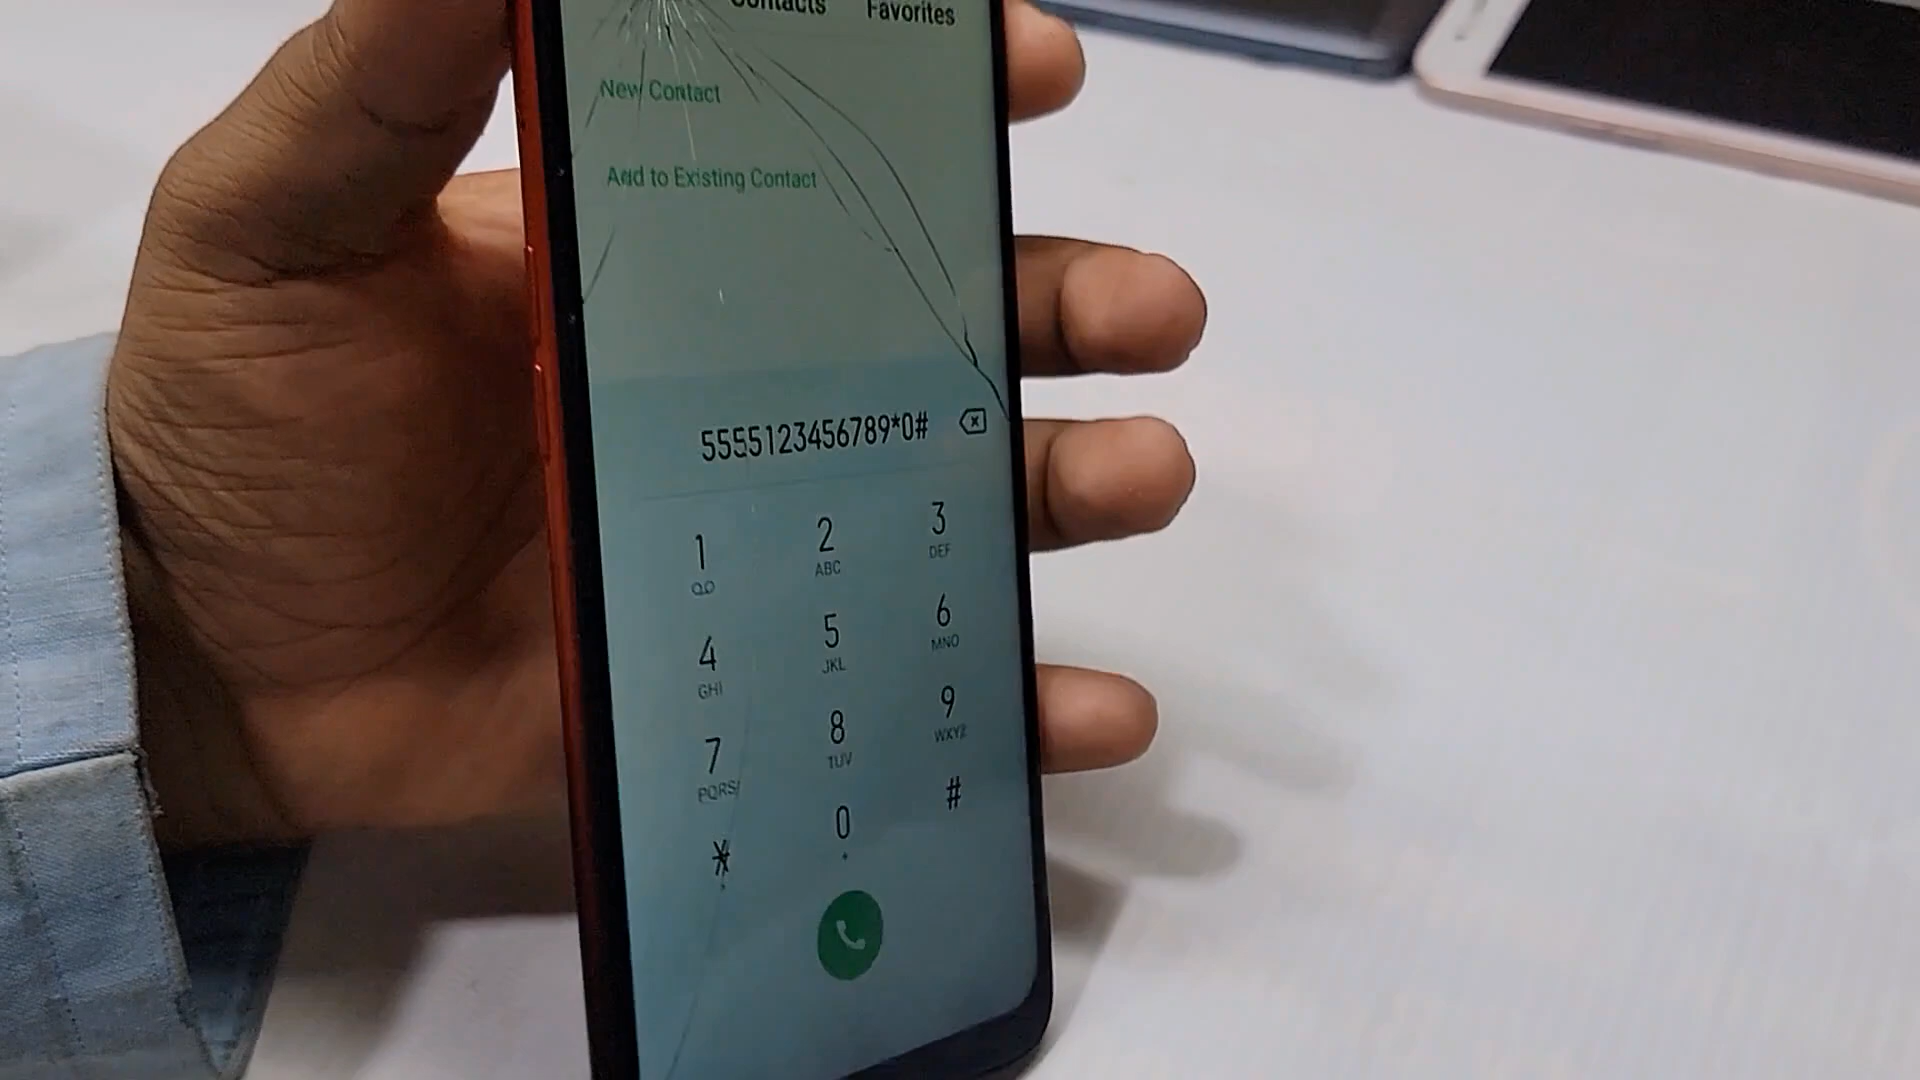 Contacts Favorites
New Contact
Add to Existing Contact
5555123456789*0#
1 2 3
ABC DEF
4 5 6
GHI JKL MNO
7 8 9
PQRS TUV WXYZ
* 0 #
+